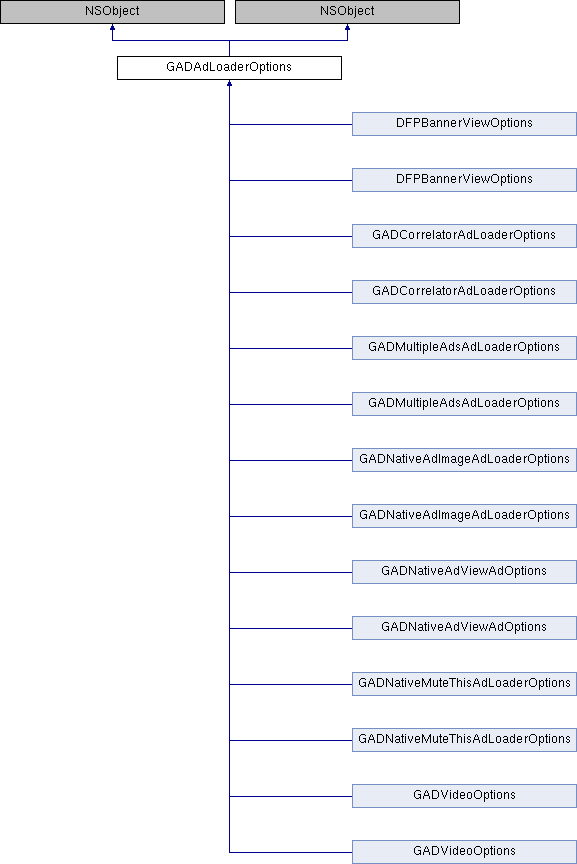 NSObject NSObject
GADAdLoaderOptions
DFPBannerViewOptions
DFPBannerViewOptions
GADCorrelatorAdLoaderOptions
GADCorrelatorAdLoaderOptions
GADMultipleAdsAdLoaderOptions
GADMultipleAdsAdLoaderOptions
GADNativeAdImageAdLoaderOptions
GADNativeAdImageAdLoaderOptions
GADNativeAdViewAdOptions
GADNativeAdViewAdOptions
GADNativeMuteThisAdLoaderOptions
GADNativeMuteThisAdLoaderOptions
GADVideoOptions
GADVideoOptions